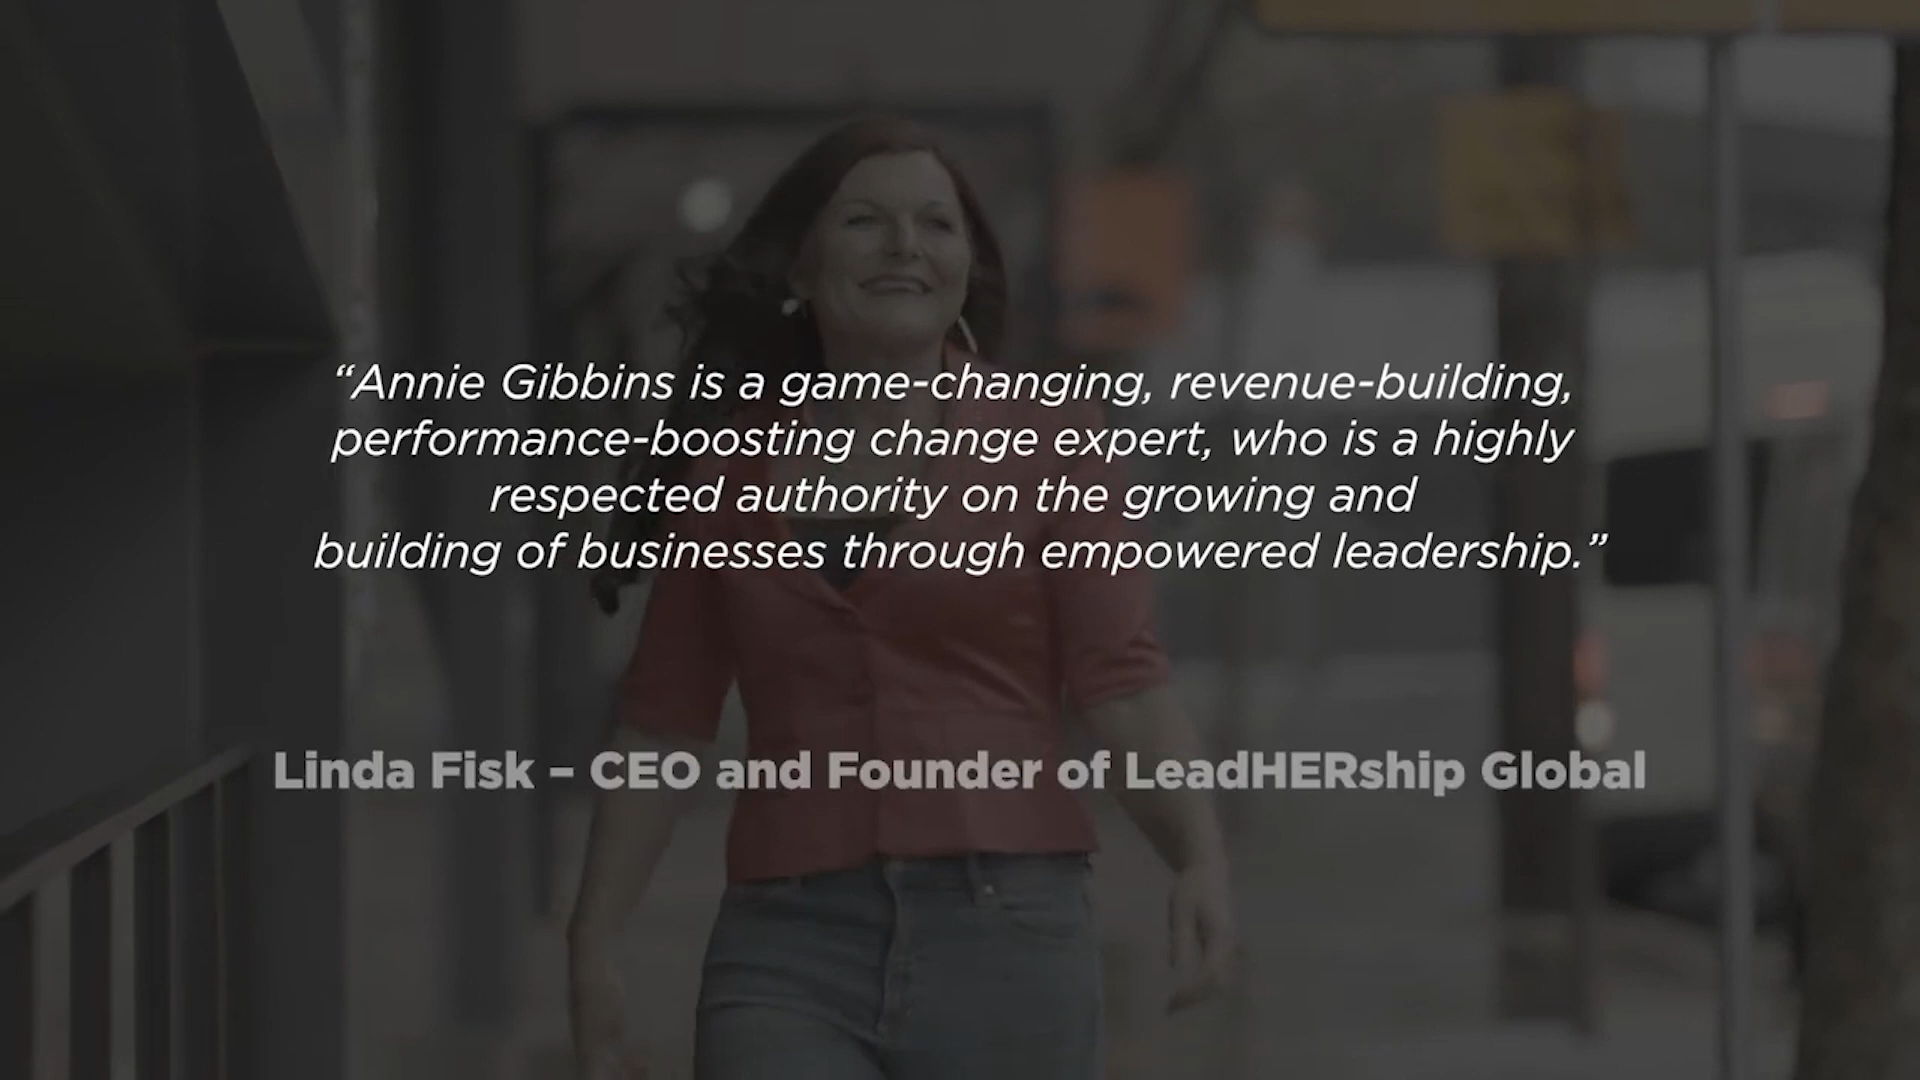 “Annie Gibbins is a game-changing, revenue-building,
performance-boosting change expert, who is a highly
respected authority on the growing and
building of businesses through empowered leadership.”
Linda Fisk – CEO and Founder of LeadHERship Global